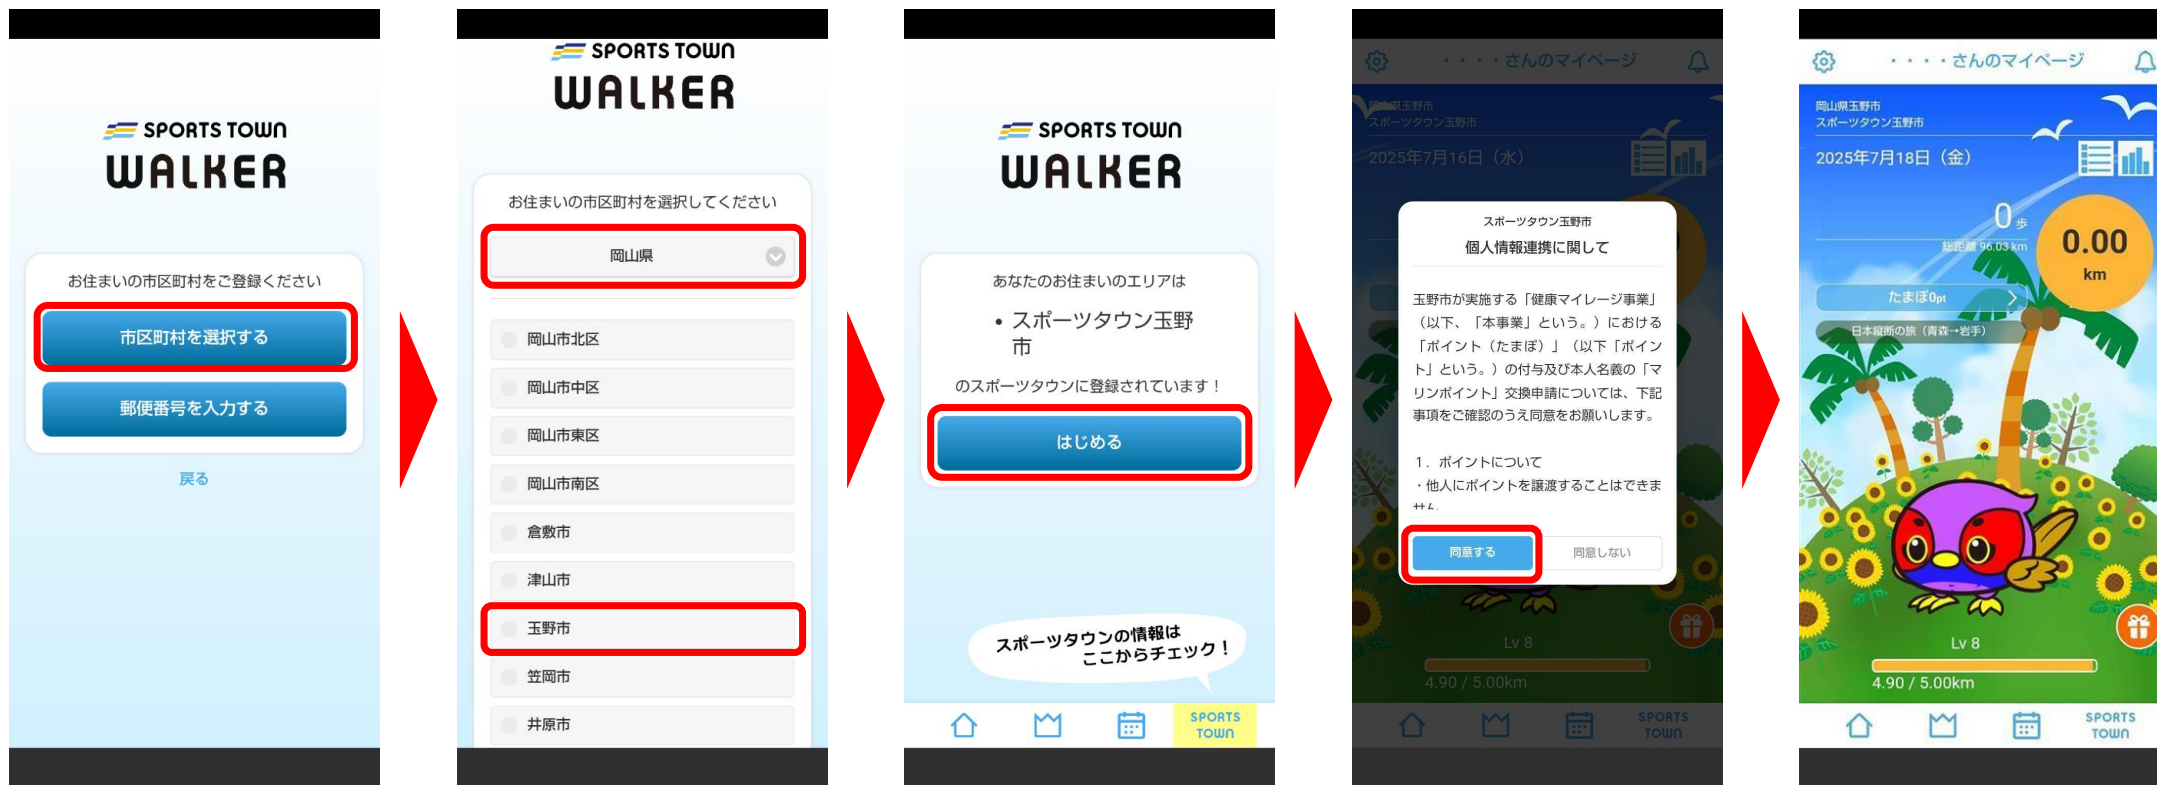 SPORTS TOWN
WALKER
お住まいの市区町村をご登録ください
市区町村を選択する
郵便番号を入力する
戻る
SPORTS TOWN
WALKER
お住まいの市区町村を選択してください
岡山県
岡山市北区
岡山市中区
岡山市東区
岡山市南区
倉敷市
津山市
玉野市
笠岡市
井原市
SPORTS TOWN
WALKER
あなたのお住まいのエリアは
• スポーツタウン玉野
市
のスポーツタウンに登録されています！
はじめる
スポーツタウンの情報は
ここからチェック！
SPORTS
TOWN
・・・・さんのマイページ
岡山県玉野市
スポーツタウン玉野市
2025年7月16日（水）
スポーツタウン玉野市
個人情報連携に関して
玉野市が実施する「健康マイレージ事業」
（以下、「本事業」という。）における
「ポイント（たまぽ）」（以下「ポイン
ト」という。）の付与及び本人名義の「マ
リンポイント」交換申請については、下記
事項をご確認のうえ同意をお願いします。
１．ポイントについて
・他人にポイントを譲渡することはできま
せん
同意する
同意しない
Lv 8
4.90 / 5.00km
SPORTS
TOWN
・・・・さんのマイページ
岡山県玉野市
スポーツタウン玉野市
2025年7月18日（金）
0 歩
総距離 96.03 km
0.00
km
たまぽ0pt
日本縦断の旅（青森→岩手）
Lv 8
4.90 / 5.00km
SPORTS
TOWN